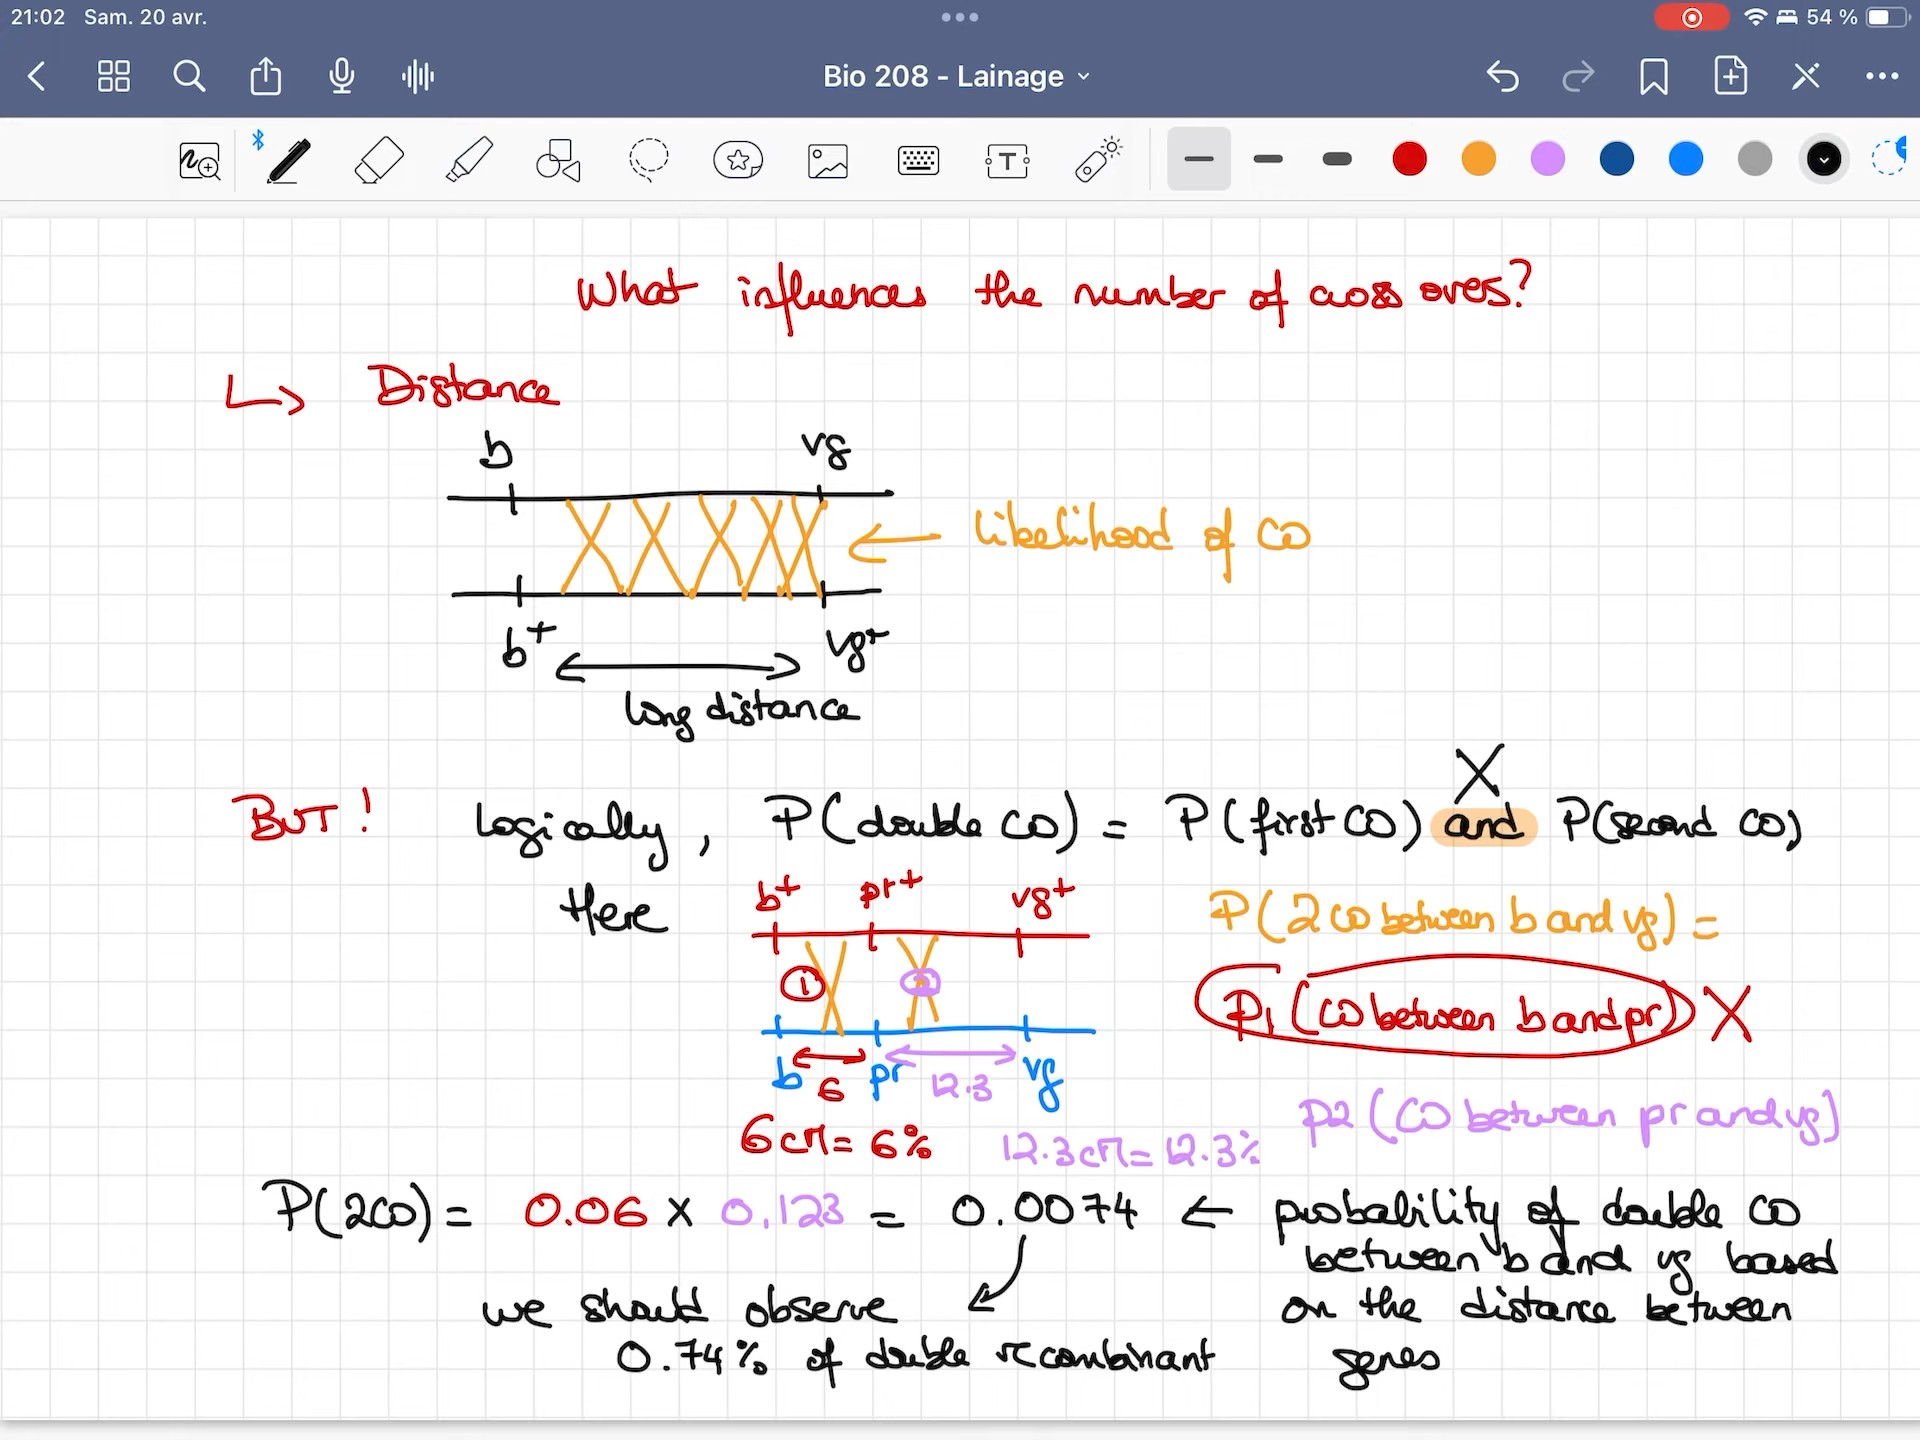 21:02 Sam. 20 avr.
54 %
Bio 208 - Lainage
What influences the number of cross overs?
↳ Distance
b vg
← likelihood of CO
b+ vg+
long distance
BUT! Logically, P(double CO) = P(first CO) and P(second CO)
X
Here
b+ pr+ vg+
P(2CO between b and vg) =
1 2
P1 (CO between b and pr) X
b 6 pr 12.3 vg
P2 (CO between pr and vg)
6cM = 6% 12.3cM = 12.3%
P(2CO) = 0.06 x 0.123 = 0.0074 ← probability of double CO
between b and vg based
on the distance between
genes
we should observe
0.74% of double recombinant